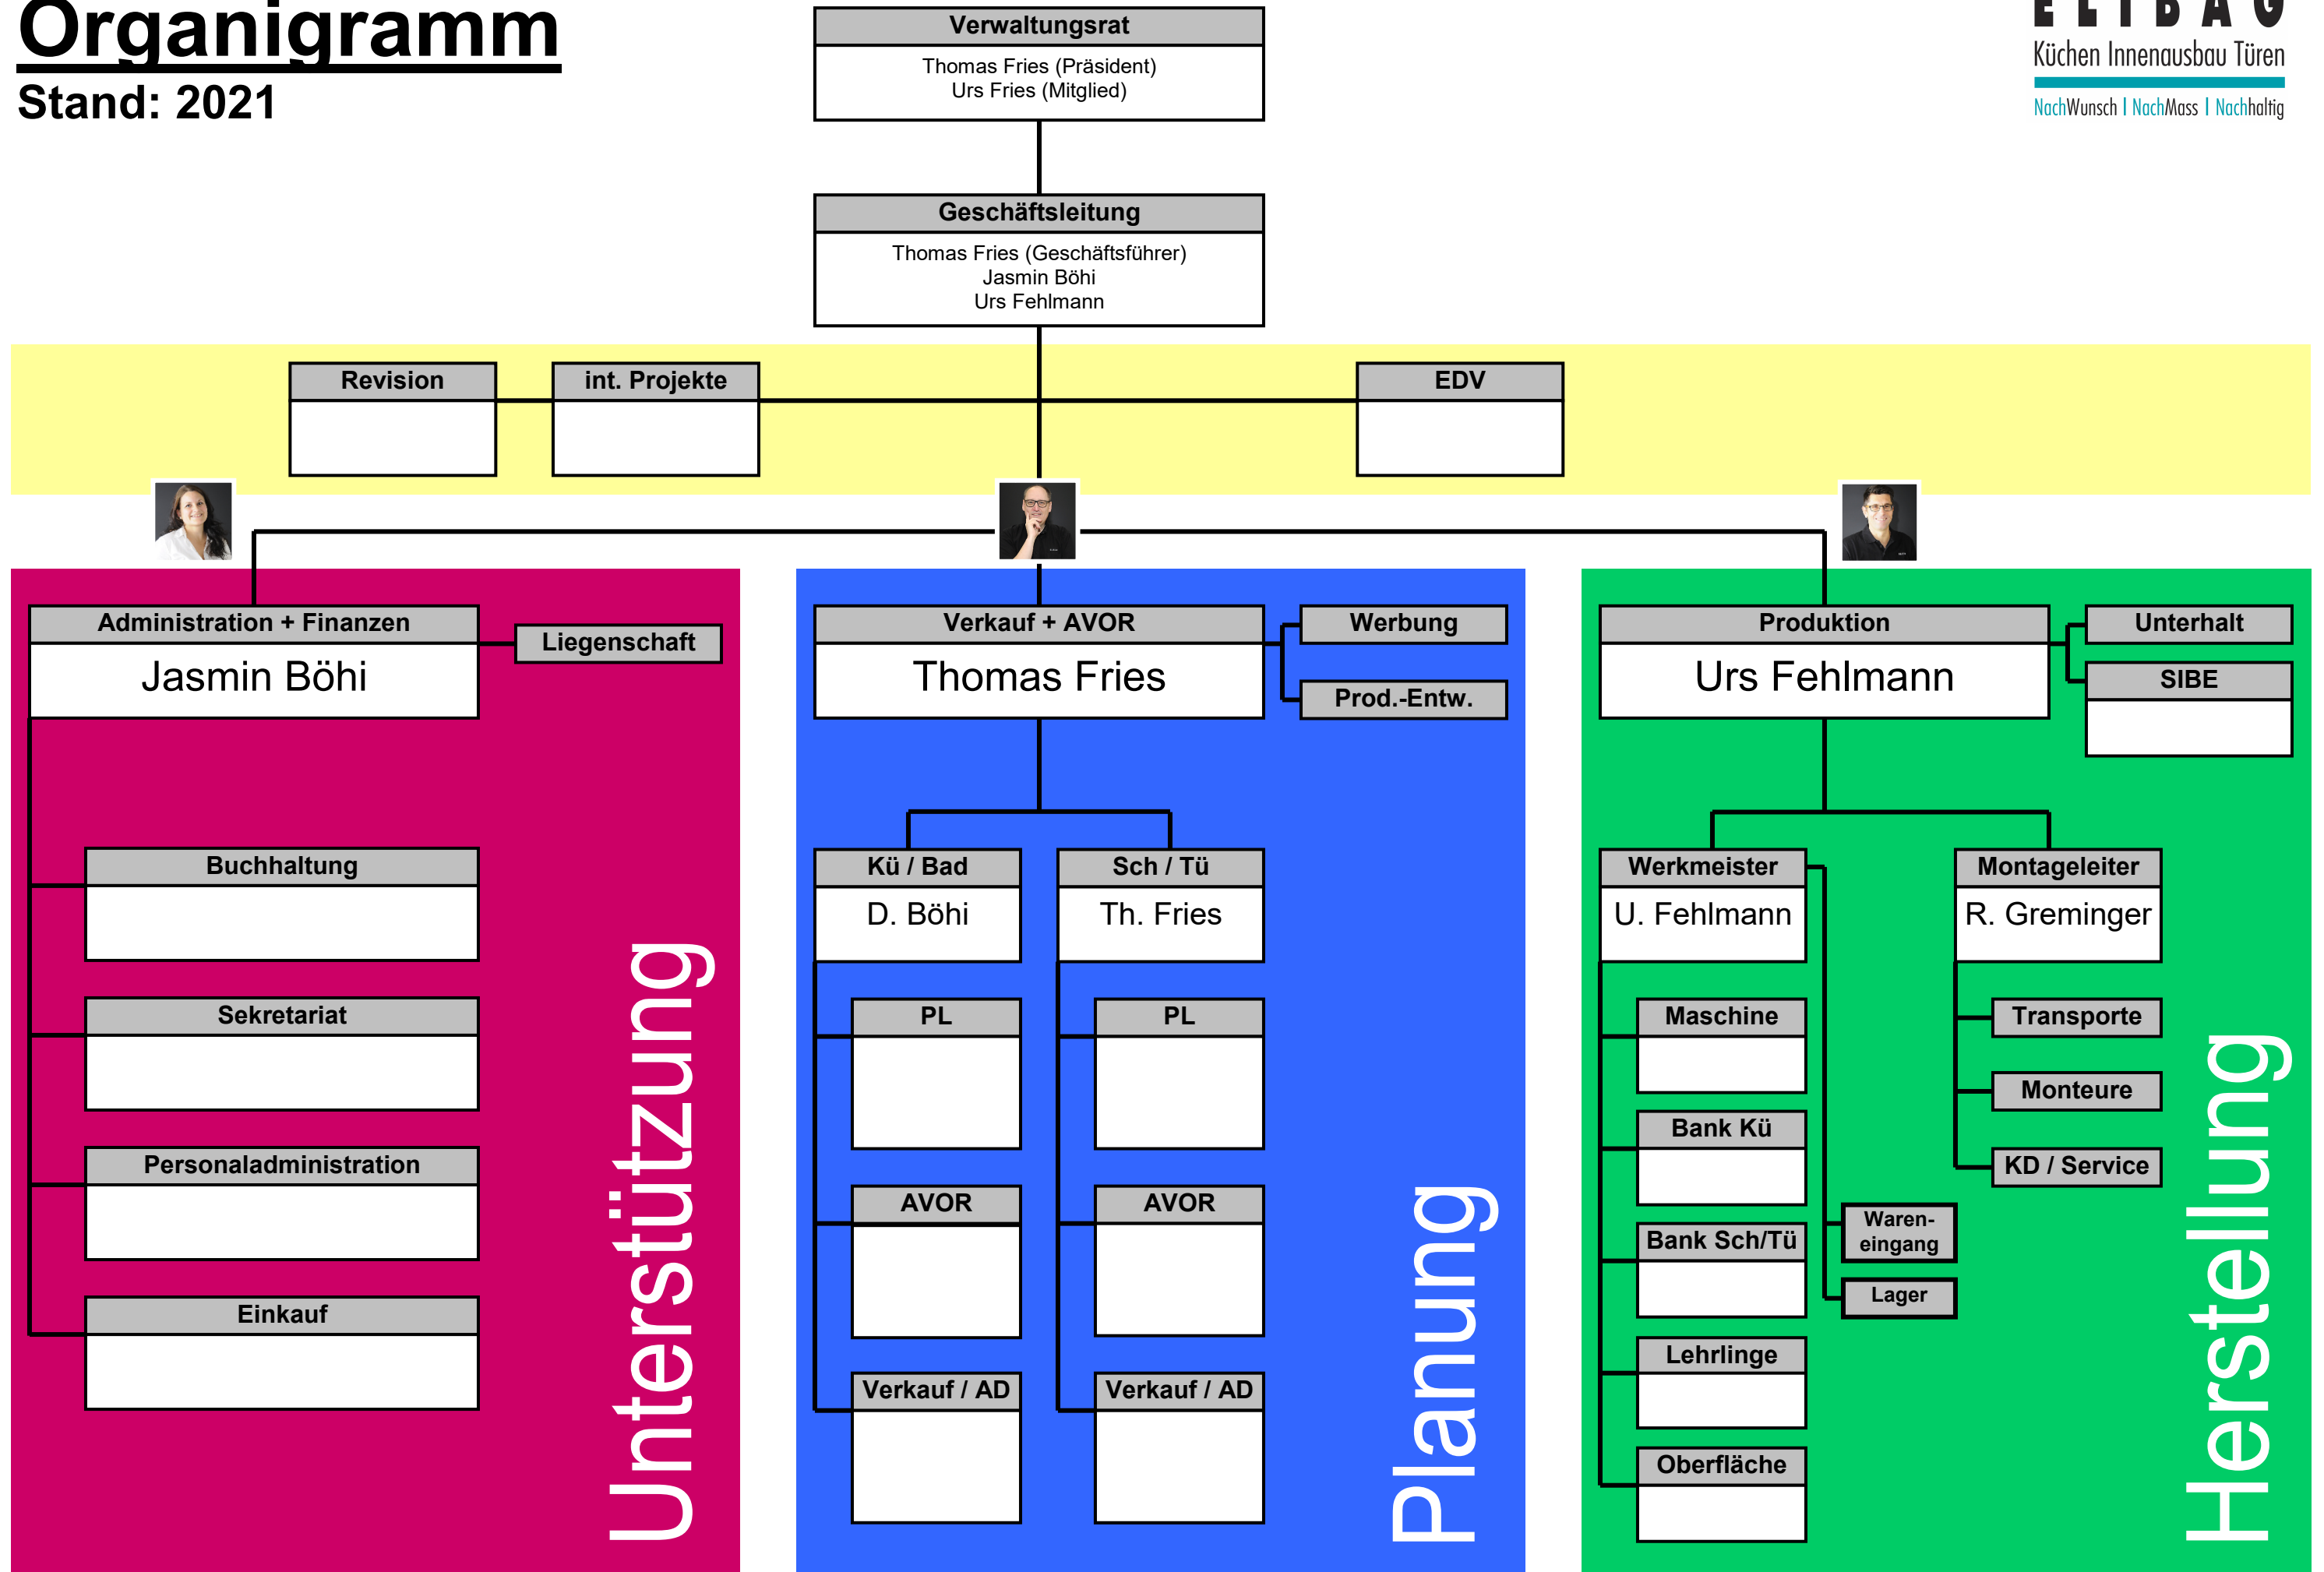 Organigramm
Stand: 2021
ELIBAG
Küchen Innenausbau Türen
NachWunsch | NachMass | Nachhaltig
Verwaltungsrat
Thomas Fries (Präsident)
Urs Fries (Mitglied)
Geschäftsleitung
Thomas Fries (Geschäftsführer)
Jasmin Böhi
Urs Fehlmann
Revision
int. Projekte
EDV
Administration + Finanzen
Jasmin Böhi
Liegenschaft
Buchhaltung
Sekretariat
Personaladministration
Einkauf
Unterstützung
Verkauf + AVOR
Thomas Fries
Werbung
Prod.-Entw.
Kü / Bad
D. Böhi
PL
AVOR
Verkauf / AD
Sch / Tü
Th. Fries
PL
AVOR
Verkauf / AD
Planung
Produktion
Urs Fehlmann
Unterhalt
SIBE
Werkmeister
U. Fehlmann
Maschine
Bank Kü
Bank Sch/Tü
Lehrlinge
Oberfläche
Waren-
eingang
Lager
Montageleiter
R. Greminger
Transporte
Monteure
KD / Service
Herstelllung